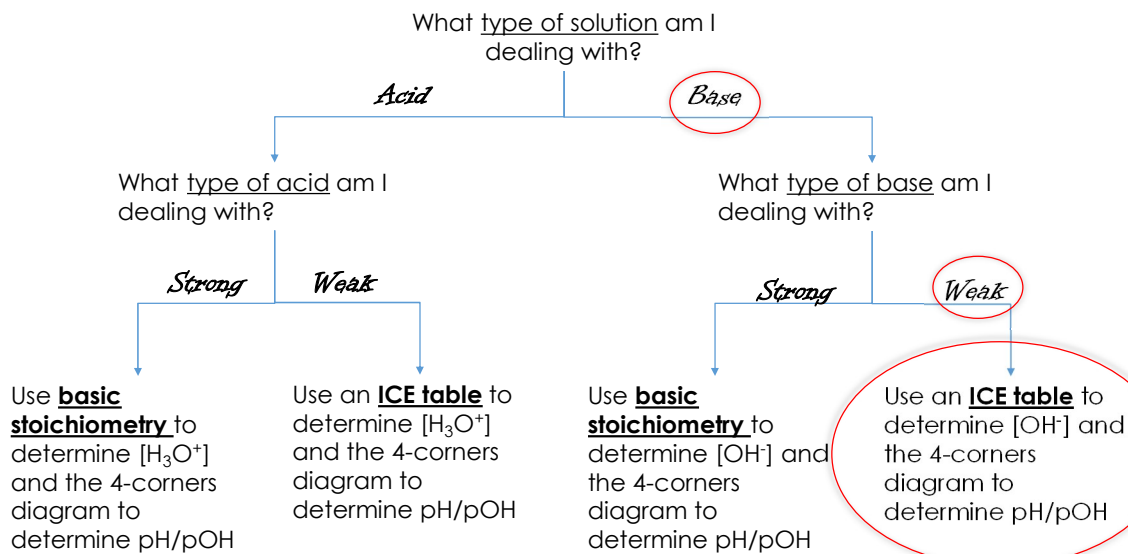 What type of solution am I
dealing with?
Acid
Base
What type of acid am I
dealing with?
What type of base am I
dealing with?
Strong
Weak
Strong
Weak
Use basic
stoichiometry to
determine [H₃O⁺]
and the 4-corners
diagram to
determine pH/pOH
Use an ICE table to
determine [H₃O⁺]
and the 4-corners
diagram to
determine pH/pOH
Use basic
stoichiometry to
determine [OH⁻] and
the 4-corners
diagram to
determine pH/pOH
Use an ICE table to
determine [OH⁻] and
the 4-corners
diagram to
determine pH/pOH